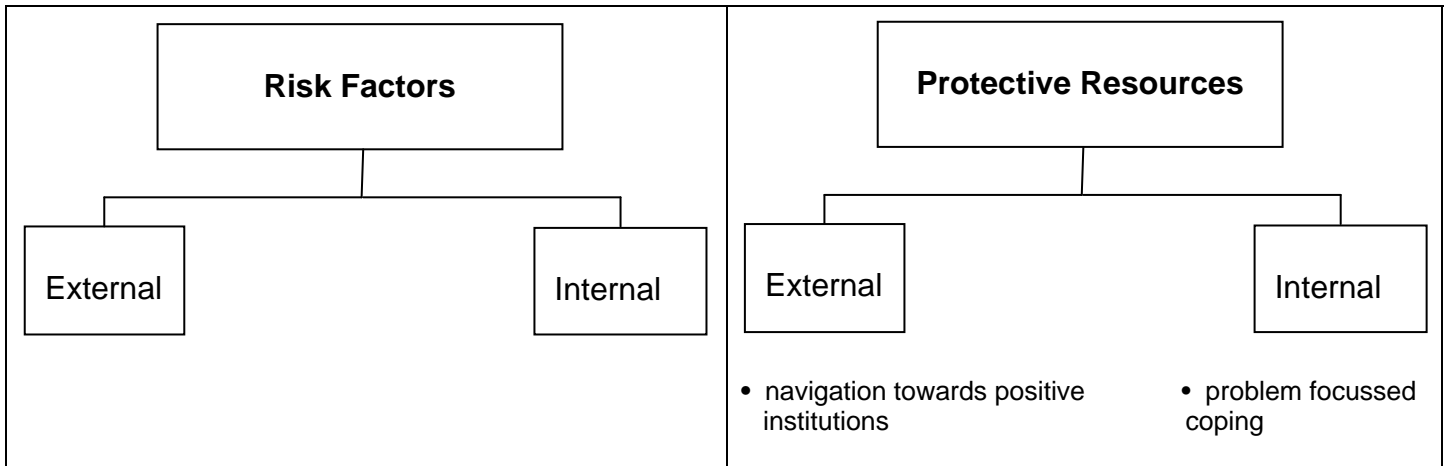 Risk Factors
External
Internal
Protective Resources
External
Internal
• navigation towards positive
institutions
• problem focussed
coping